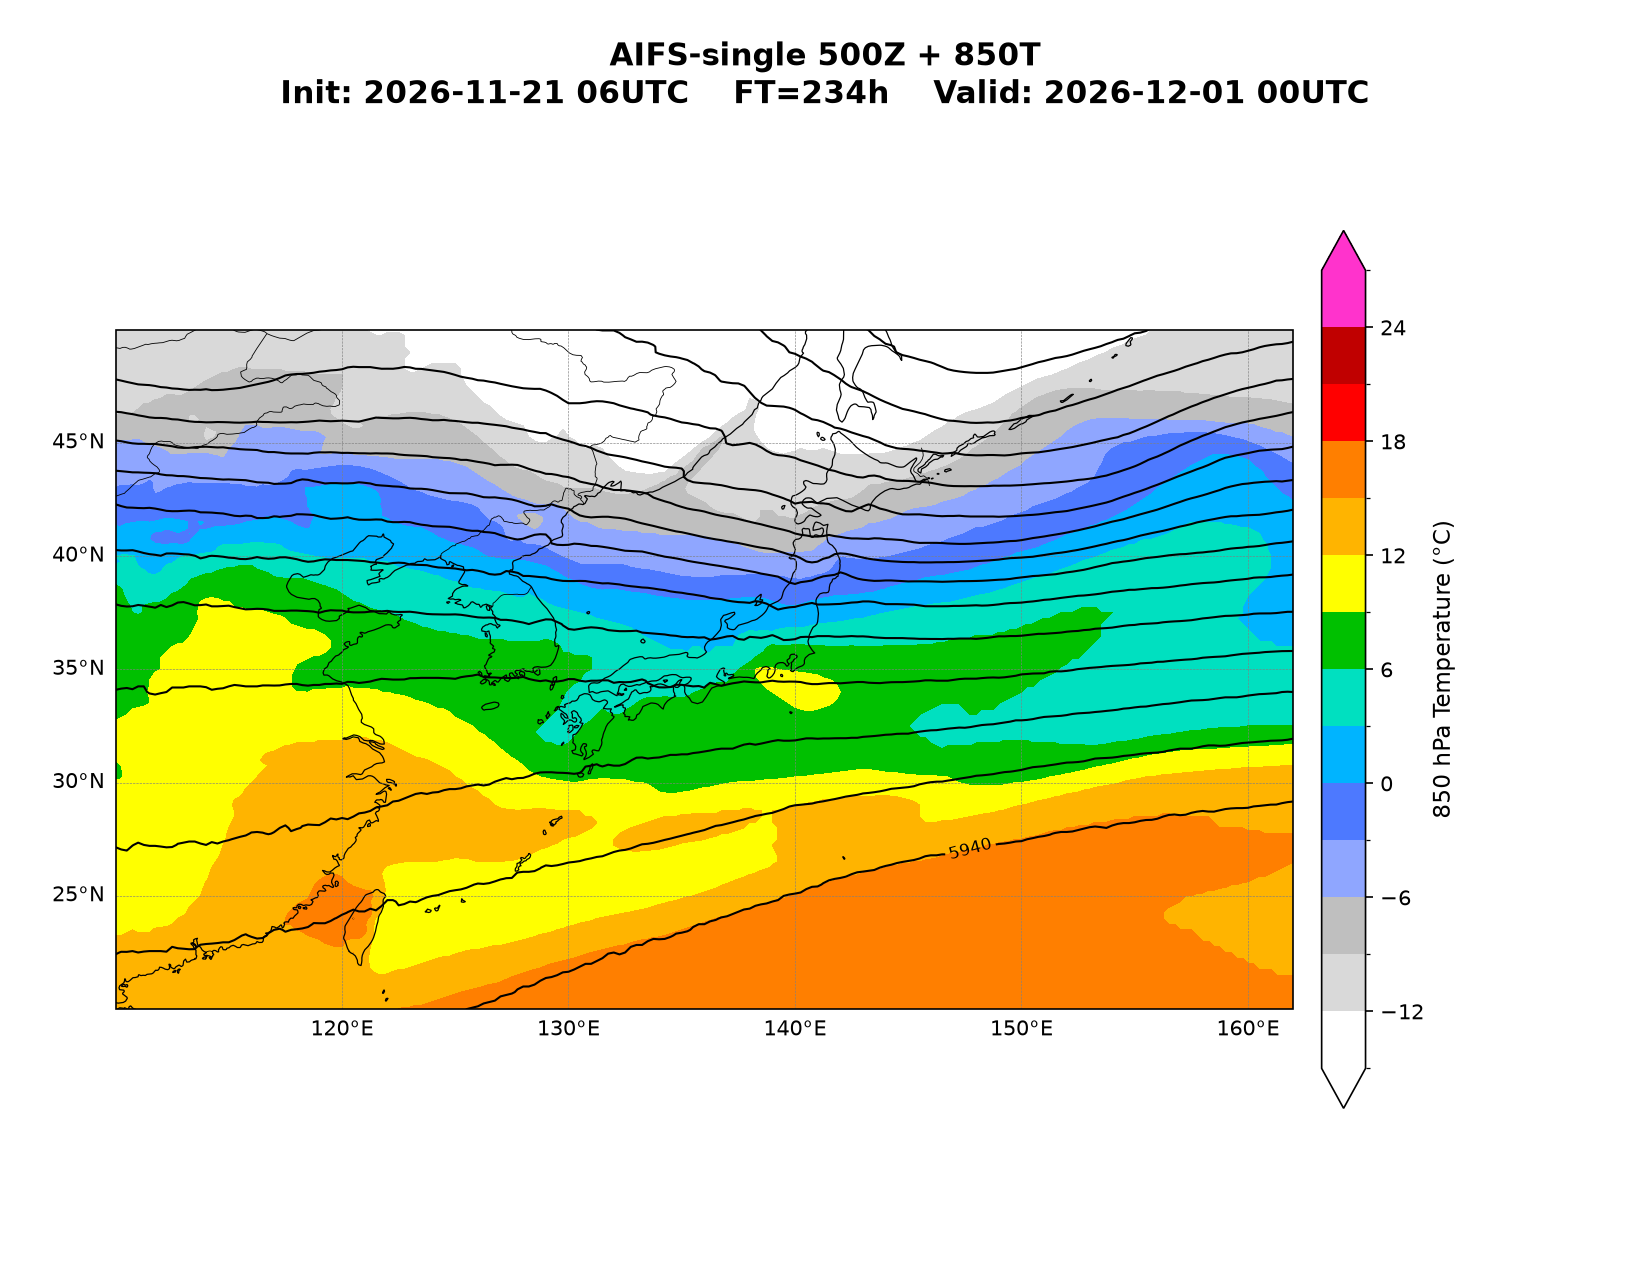 AIFS-single 500Z + 850T
Init: 2026-11-21 06UTC    FT=234h    Valid: 2026-12-01 00UTC
45°N
40°N
35°N
30°N
25°N
120°E
130°E
140°E
150°E
160°E
5940
24
18
12
6
0
−6
−12
850 hPa Temperature (°C)